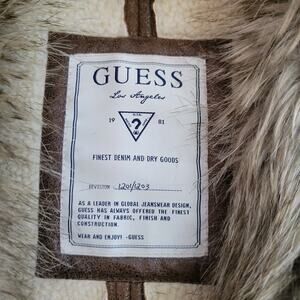 GUESS
Los Angeles
19 81
?
FINEST DENIM AND DRY GOODS
DIVISION 1201/1203
AS A LEADER IN GLOBAL JEANSWEAR DESIGN,
GUESS HAS ALWAYS OFFERED THE FINEST
QUALITY IN FABRIC, FINISH AND
CONSTRUCTION.
WEAR AND ENJOY! -GUESS